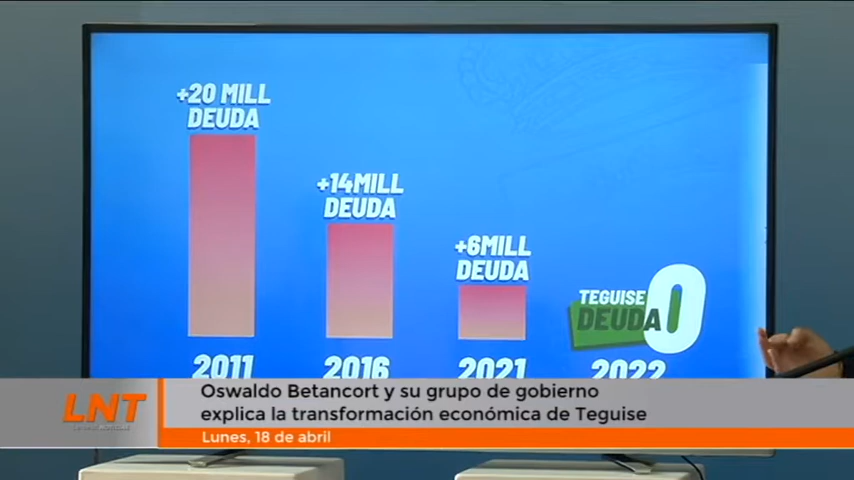 +20 MILL
DEUDA
+14MILL
DEUDA
+6MILL
DEUDA
TEGUISE
DEUDA 0
2011
2016
2021
2022
LNT
Oswaldo Betancort y su grupo de gobierno
explica la transformación económica de Teguise
Lunes, 18 de abril